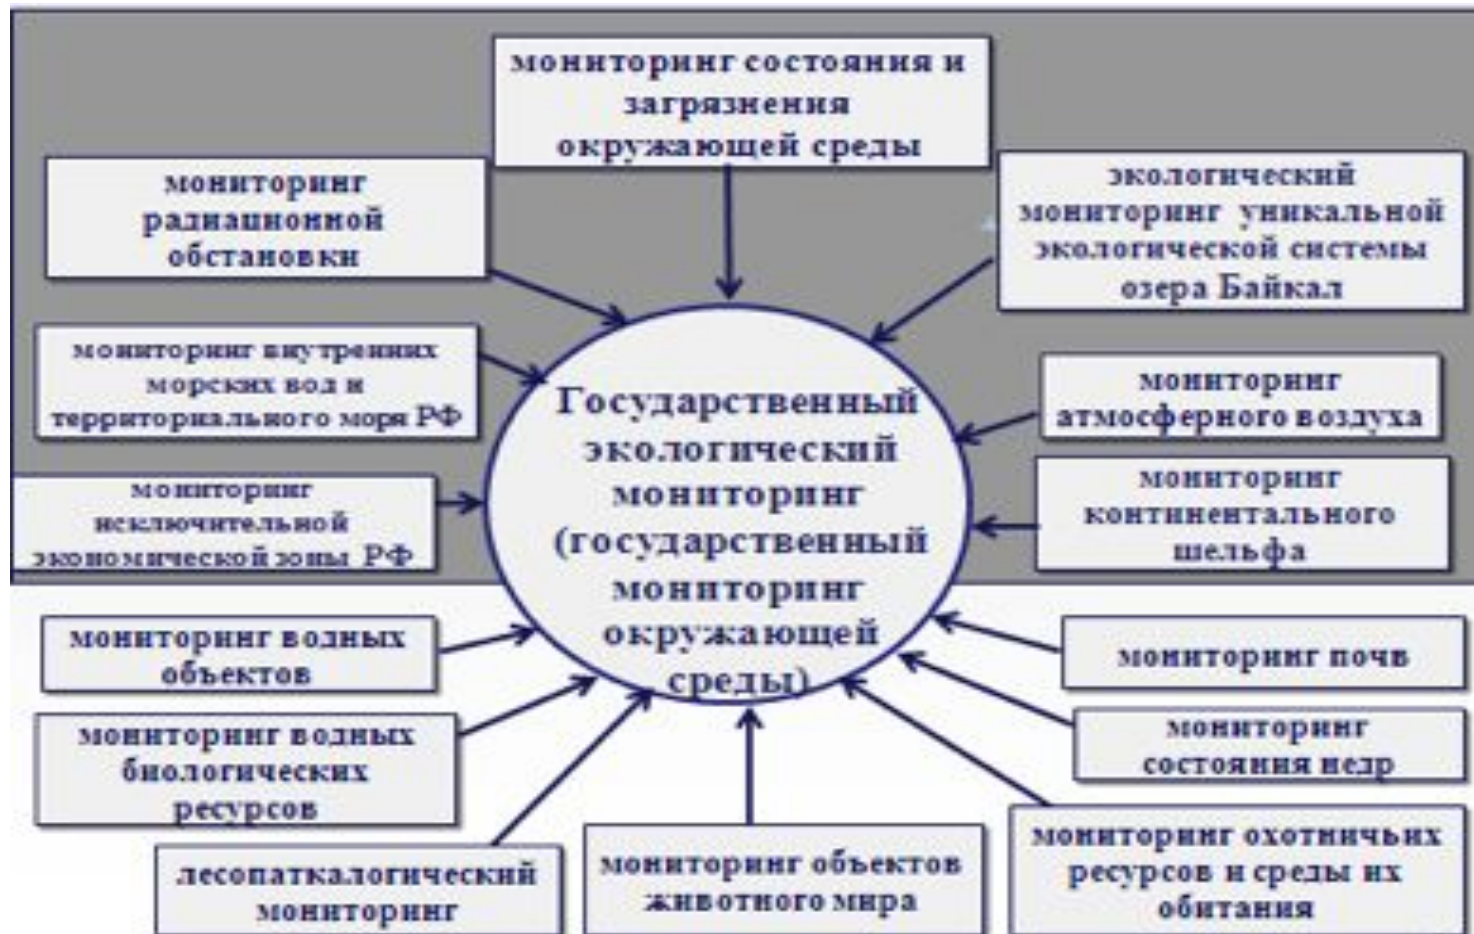 мониторинг состояния и
загрязнения
окружающей среды
мониторинг
радиационной
обстановки
экологический
мониторинг уникальной
экологической системы
озера Байкал
мониторинг внутренних
морских вод и
территориального моря РФ
мониторинг
атмосферного воздуха
мониторинг
исключительной
экономической зоны РФ
мониторинг
континентального
шельфа
Государственный
экологический
мониторинг
(государственный
мониторинг
окружающей
среды)
мониторинг водных
объектов
мониторинг почв
мониторинг водных
биологических
ресурсов
мониторинг
состояния недр
лесопаткалогический
мониторинг
мониторинг объектов
животного мира
мониторинг охотничьих
ресурсов и среды их
обитания